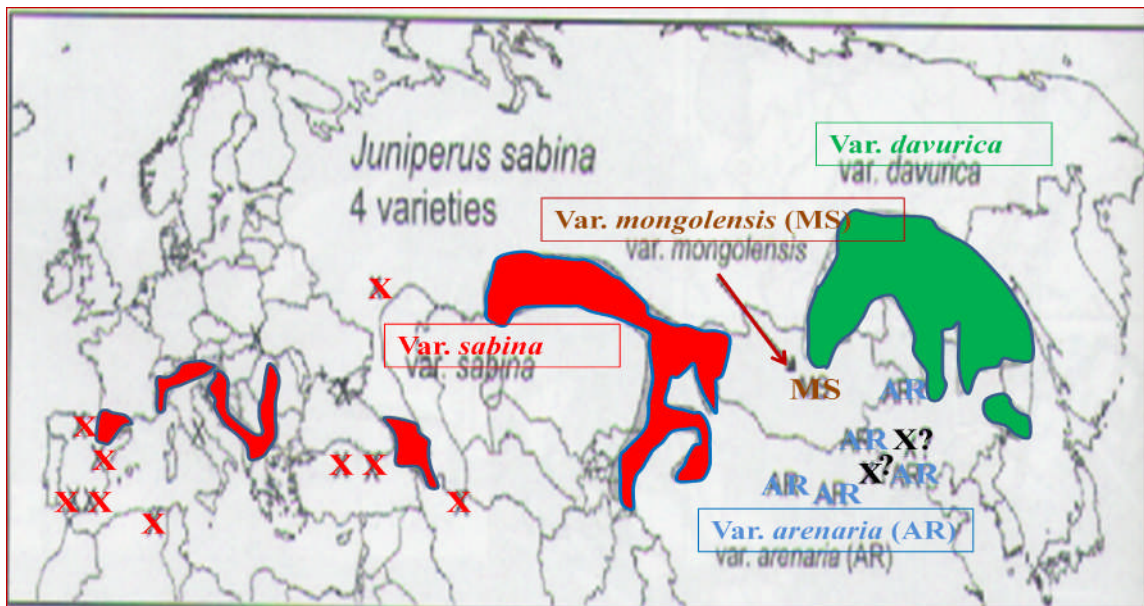 Var. davurica
var. davurica
Juniperus sabina
4 varieties
Var. mongolensis (MS)
var. mongolensis
X
Var. sabina
var. sabina
MS
AR
X
X
AR
X?
X
X
X?
AR
AR
AR
X
X
X
X
Var. arenaria (AR)
var. arenaria (AR)